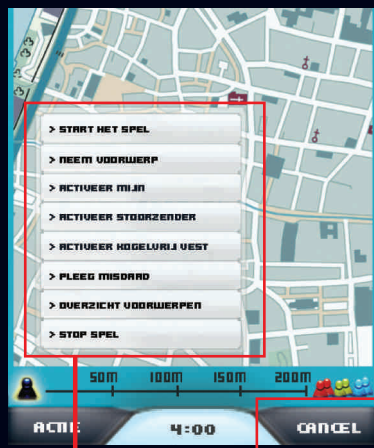 > START HET SPEL
> NEEM VOORWERP
> ACTIVEER MIJN
> ACTIVEER STOORZENDER
> ACTIVEER KOGELVRIJ VEST
> PLEEG MISDAAD
> OVERZICHT VOORWERPEN
> STOP SPEL
50M 100M 150M 200M
ACTIE 4:00 CANCEL